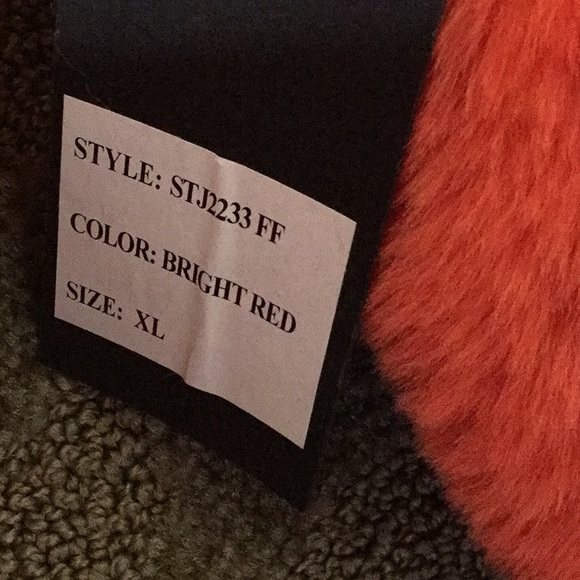 STYLE: STJ2233 FF
COLOR: BRIGHT RED
SIZE: XL